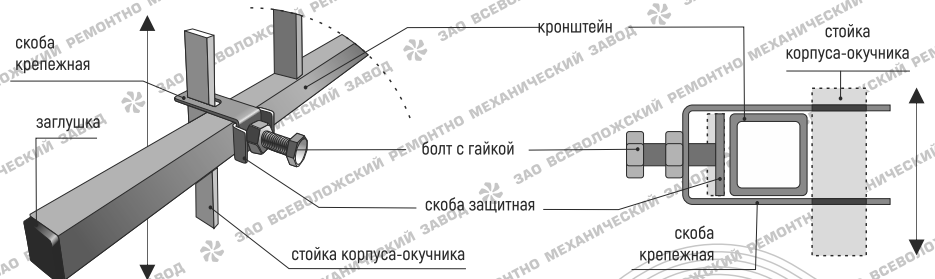 скоба
крепежная
заглушка
кронштейн
болт с гайкой
скоба защитная
стойка корпуса-окучника
стойка
корпуса-окучника
скоба
крепежная
ЗАО ВСЕВОЛОЖСКИЙ РЕМОНТНО МЕХАНИЧЕСКИЙ ЗАВОД